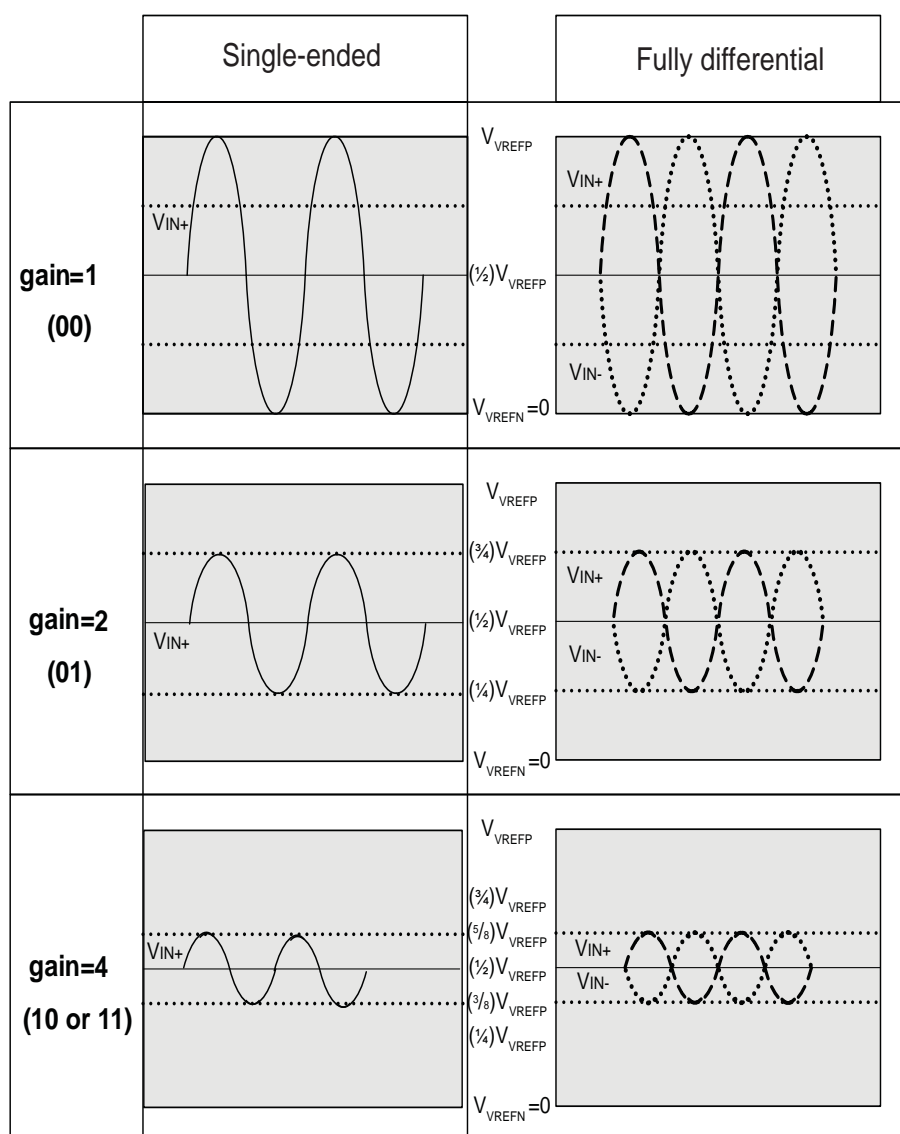 Single-ended
Fully differential
gain=1
(00)
VIN+
VVREFP
(½)VVREFP
VVREFN=0
VIN+
VIN-
gain=2
(01)
VIN+
VVREFP
(¾)VVREFP
(½)VVREFP
(¼)VVREFP
VVREFN =0
VIN+
VIN-
gain=4
(10 or 11)
VIN+
VVREFP
(¾)VVREFP
(⅝)VVREFP
(½)VVREFP
(⅜)VVREFP
(¼)VVREFP
VVREFN =0
VIN+
VIN-